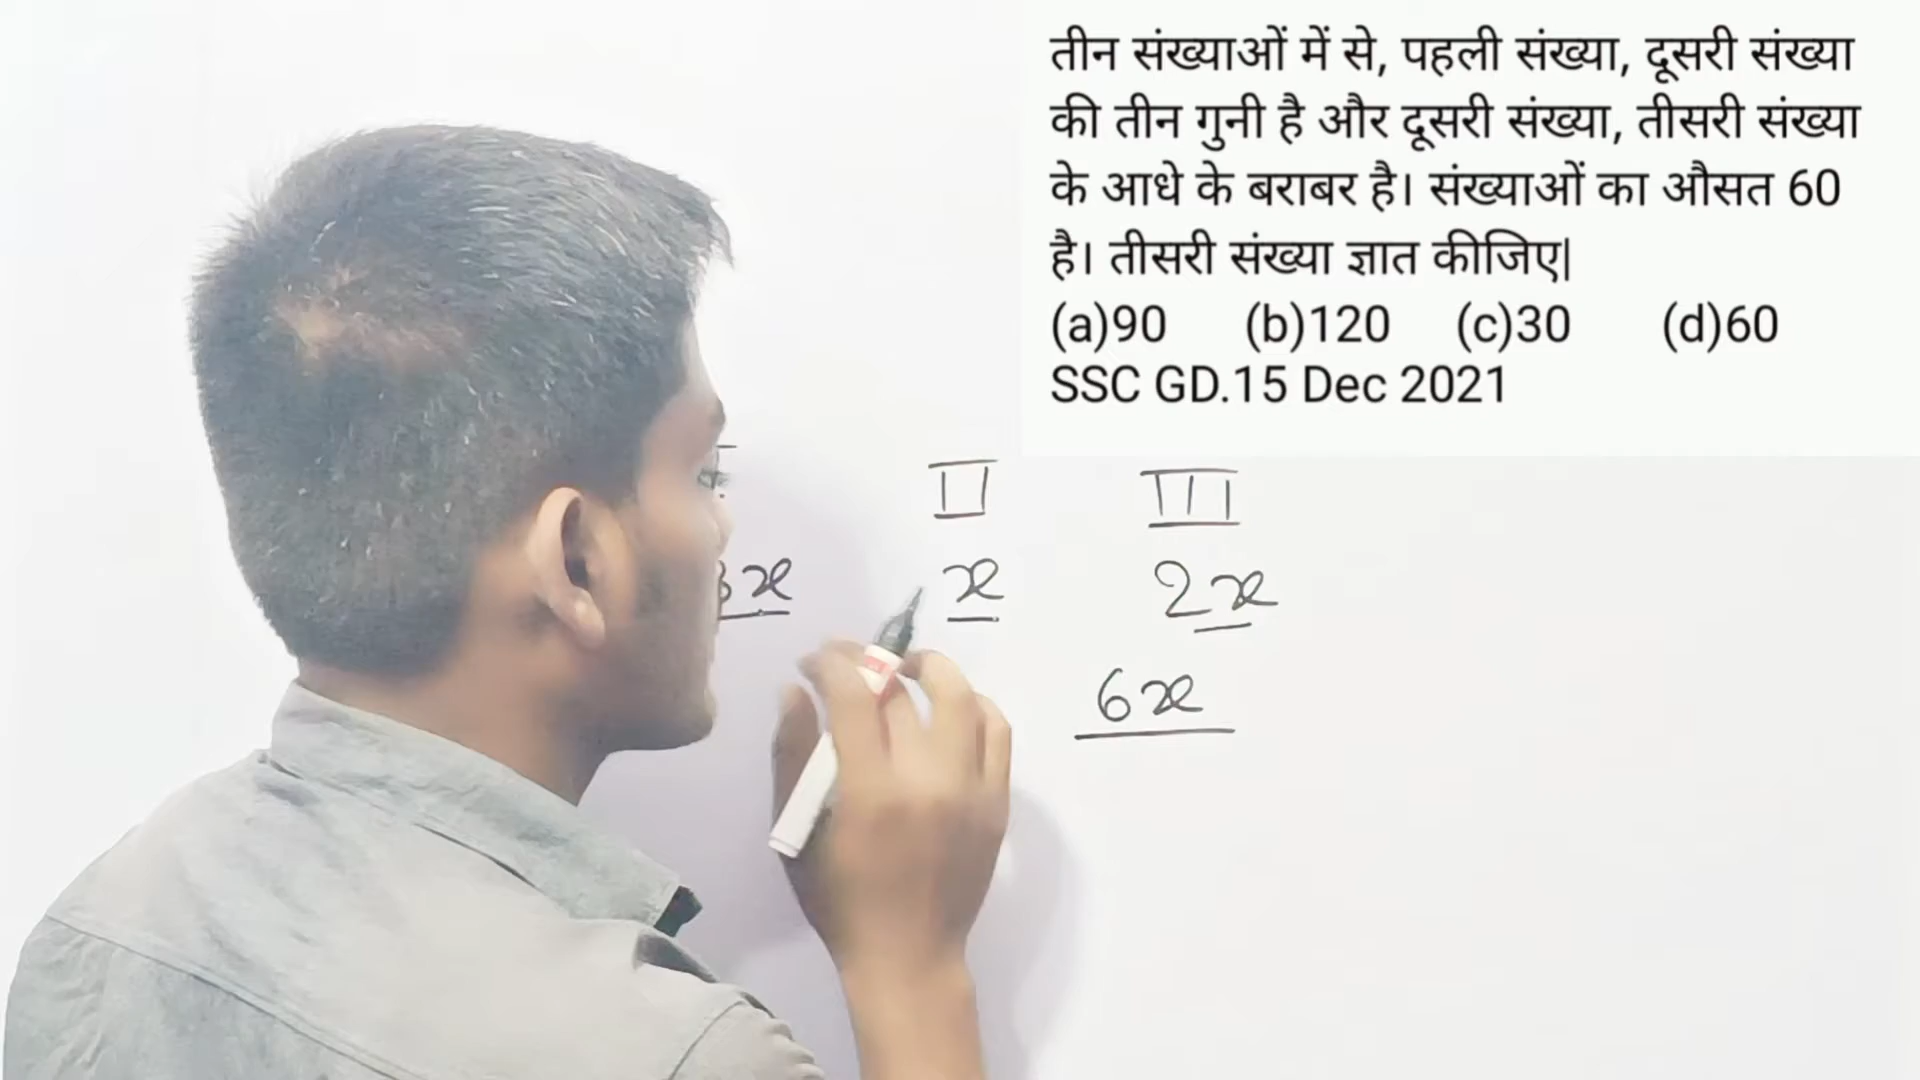 तीन संख्याओं में से, पहली संख्या, दूसरी संख्या
की तीन गुनी है और दूसरी संख्या, तीसरी संख्या
के आधे के बराबर है। संख्याओं का औसत 60
है। तीसरी संख्या ज्ञात कीजिए|
(a)90 (b)120 (c)30 (d)60
SSC GD.15 Dec 2021
II III
3x x 2x
6x